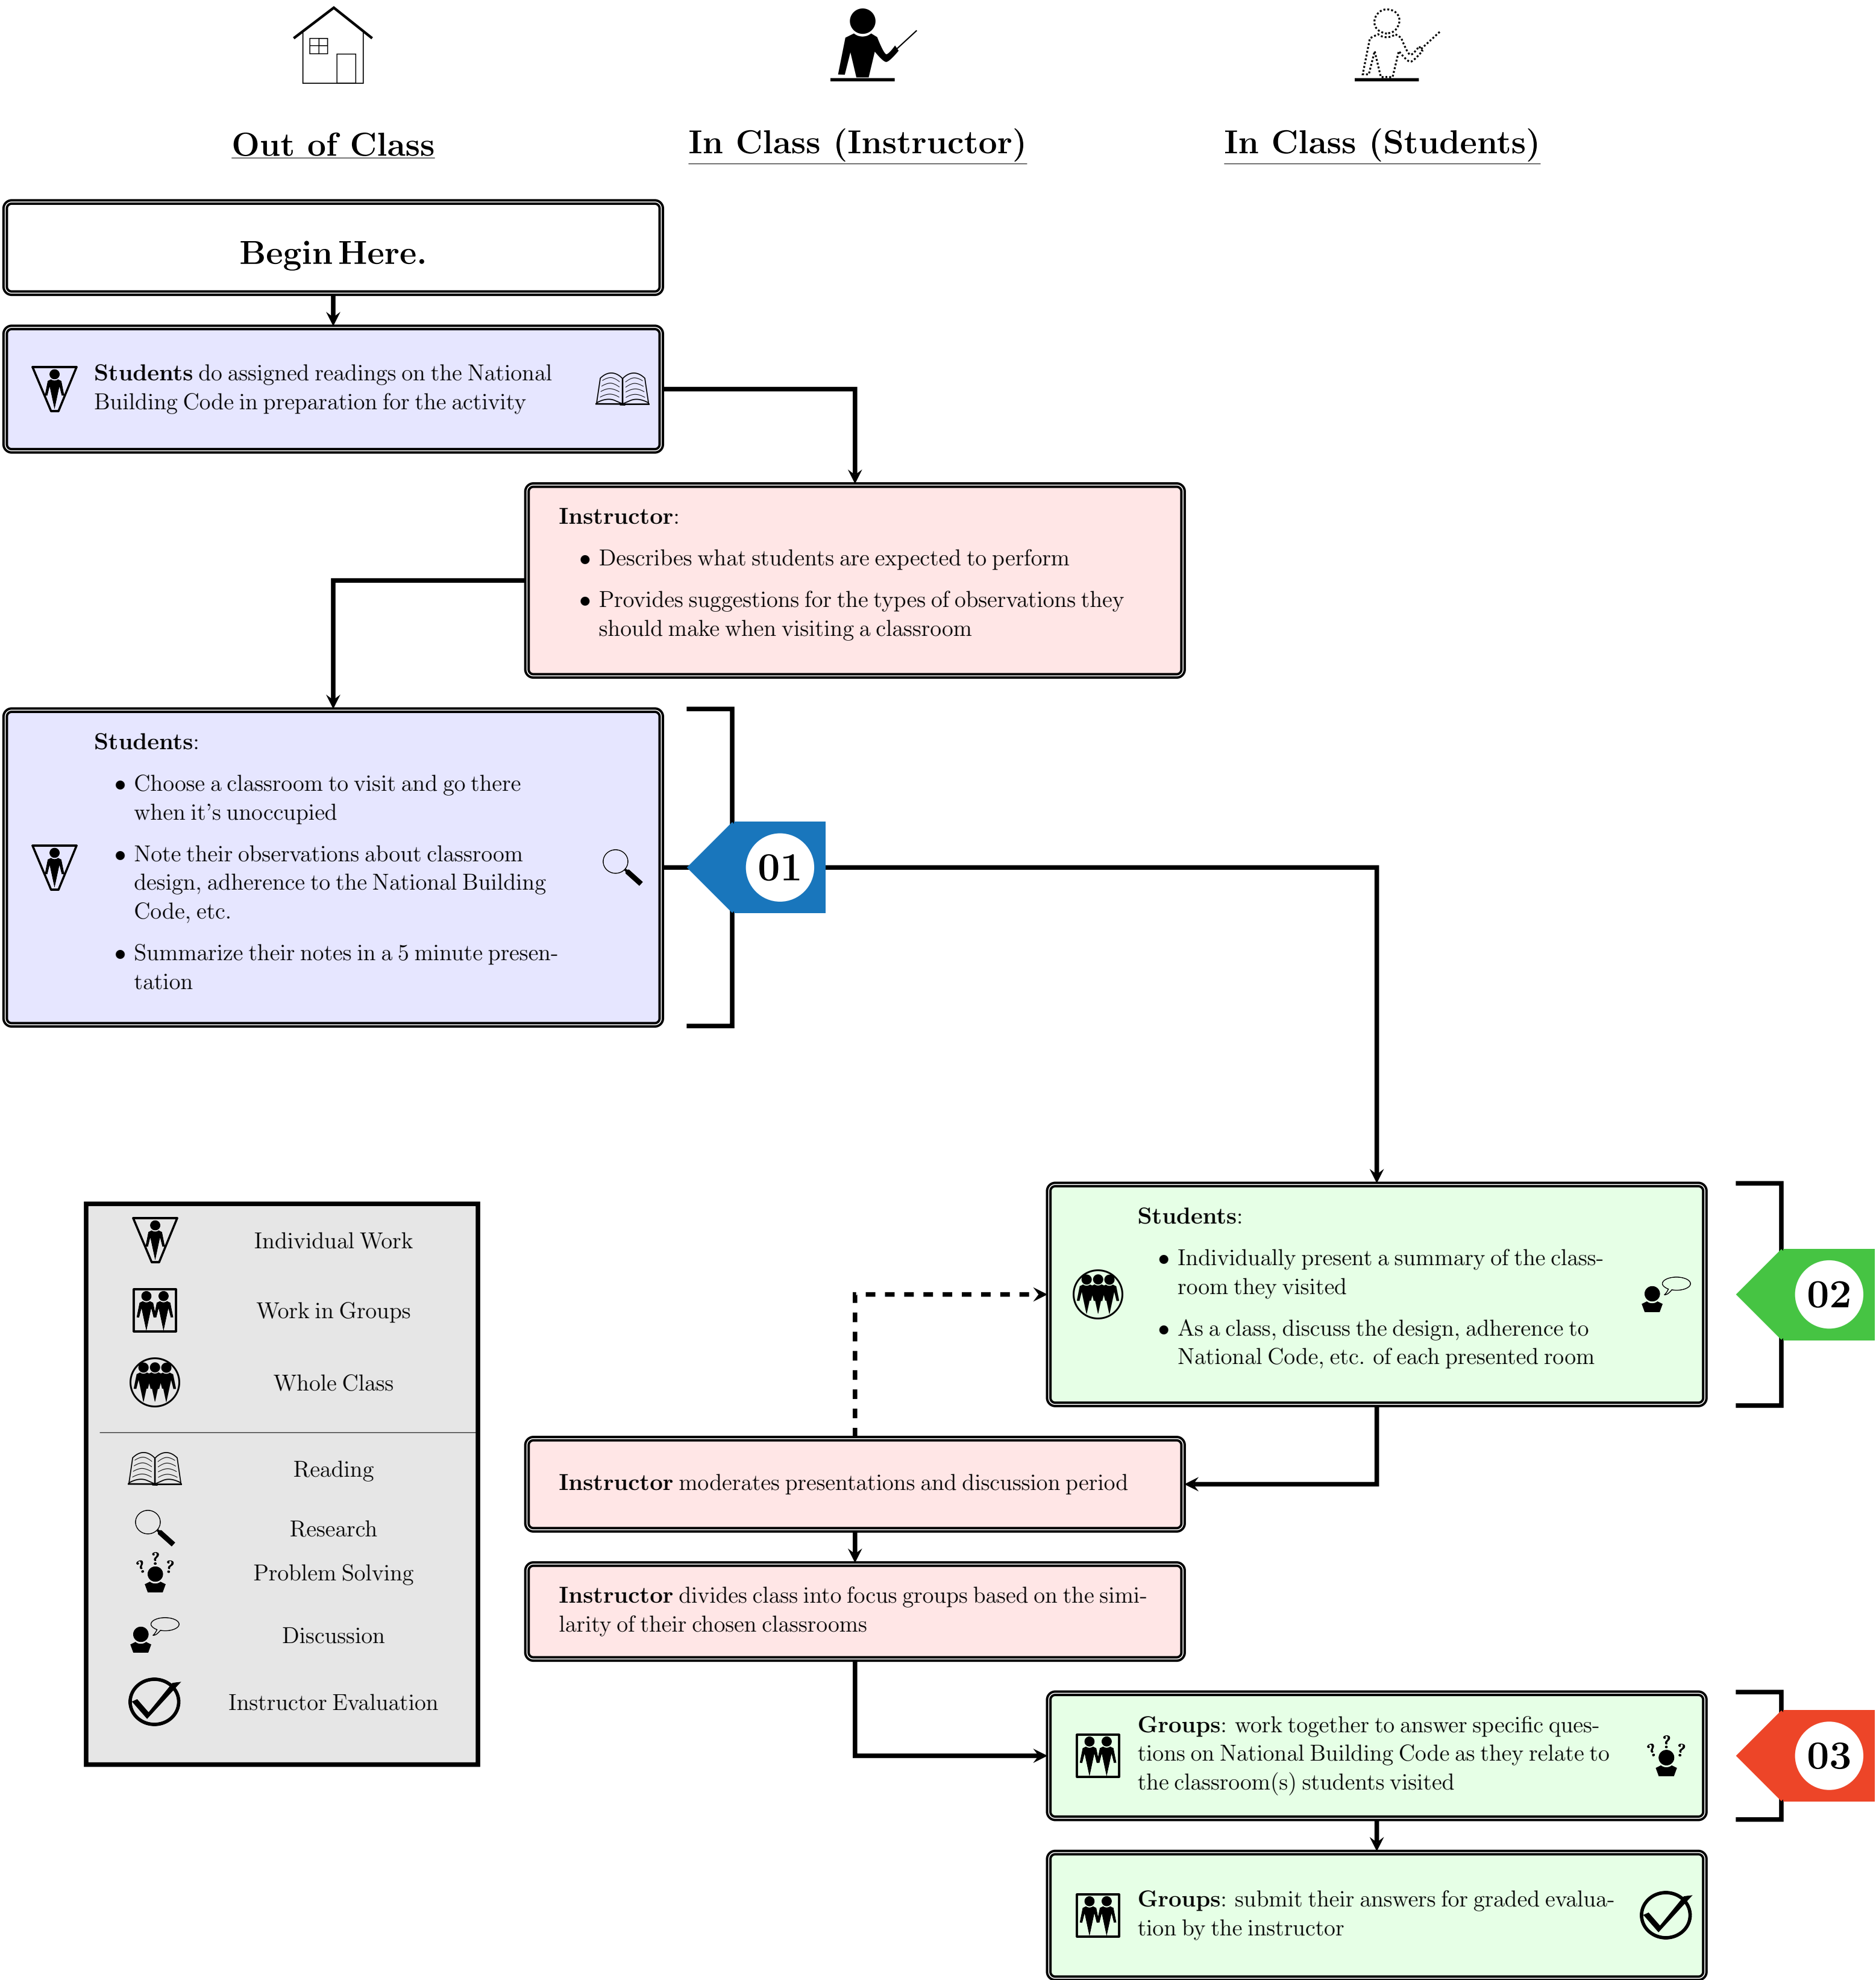 Out of Class
In Class (Instructor)
In Class (Students)
Begin Here.
Students do assigned readings on the National
Building Code in preparation for the activity
Instructor:
• Describes what students are expected to perform
• Provides suggestions for the types of observations they
should make when visiting a classroom
Students:
• Choose a classroom to visit and go there
when it's unoccupied
• Note their observations about classroom
design, adherence to the National Building
Code, etc.
• Summarize their notes in a 5 minute presen-
tation
01
Students:
• Individually present a summary of the class-
room they visited
• As a class, discuss the design, adherence to
National Code, etc. of each presented room
02
Instructor moderates presentations and discussion period
Instructor divides class into focus groups based on the simi-
larity of their chosen classrooms
Groups: work together to answer specific ques-
tions on National Building Code as they relate to
the classroom(s) students visited
? ? ?
03
Groups: submit their answers for graded evalua-
tion by the instructor
Individual Work
Work in Groups
Whole Class
Reading
Research
? ? ?
Problem Solving
Discussion
Instructor Evaluation